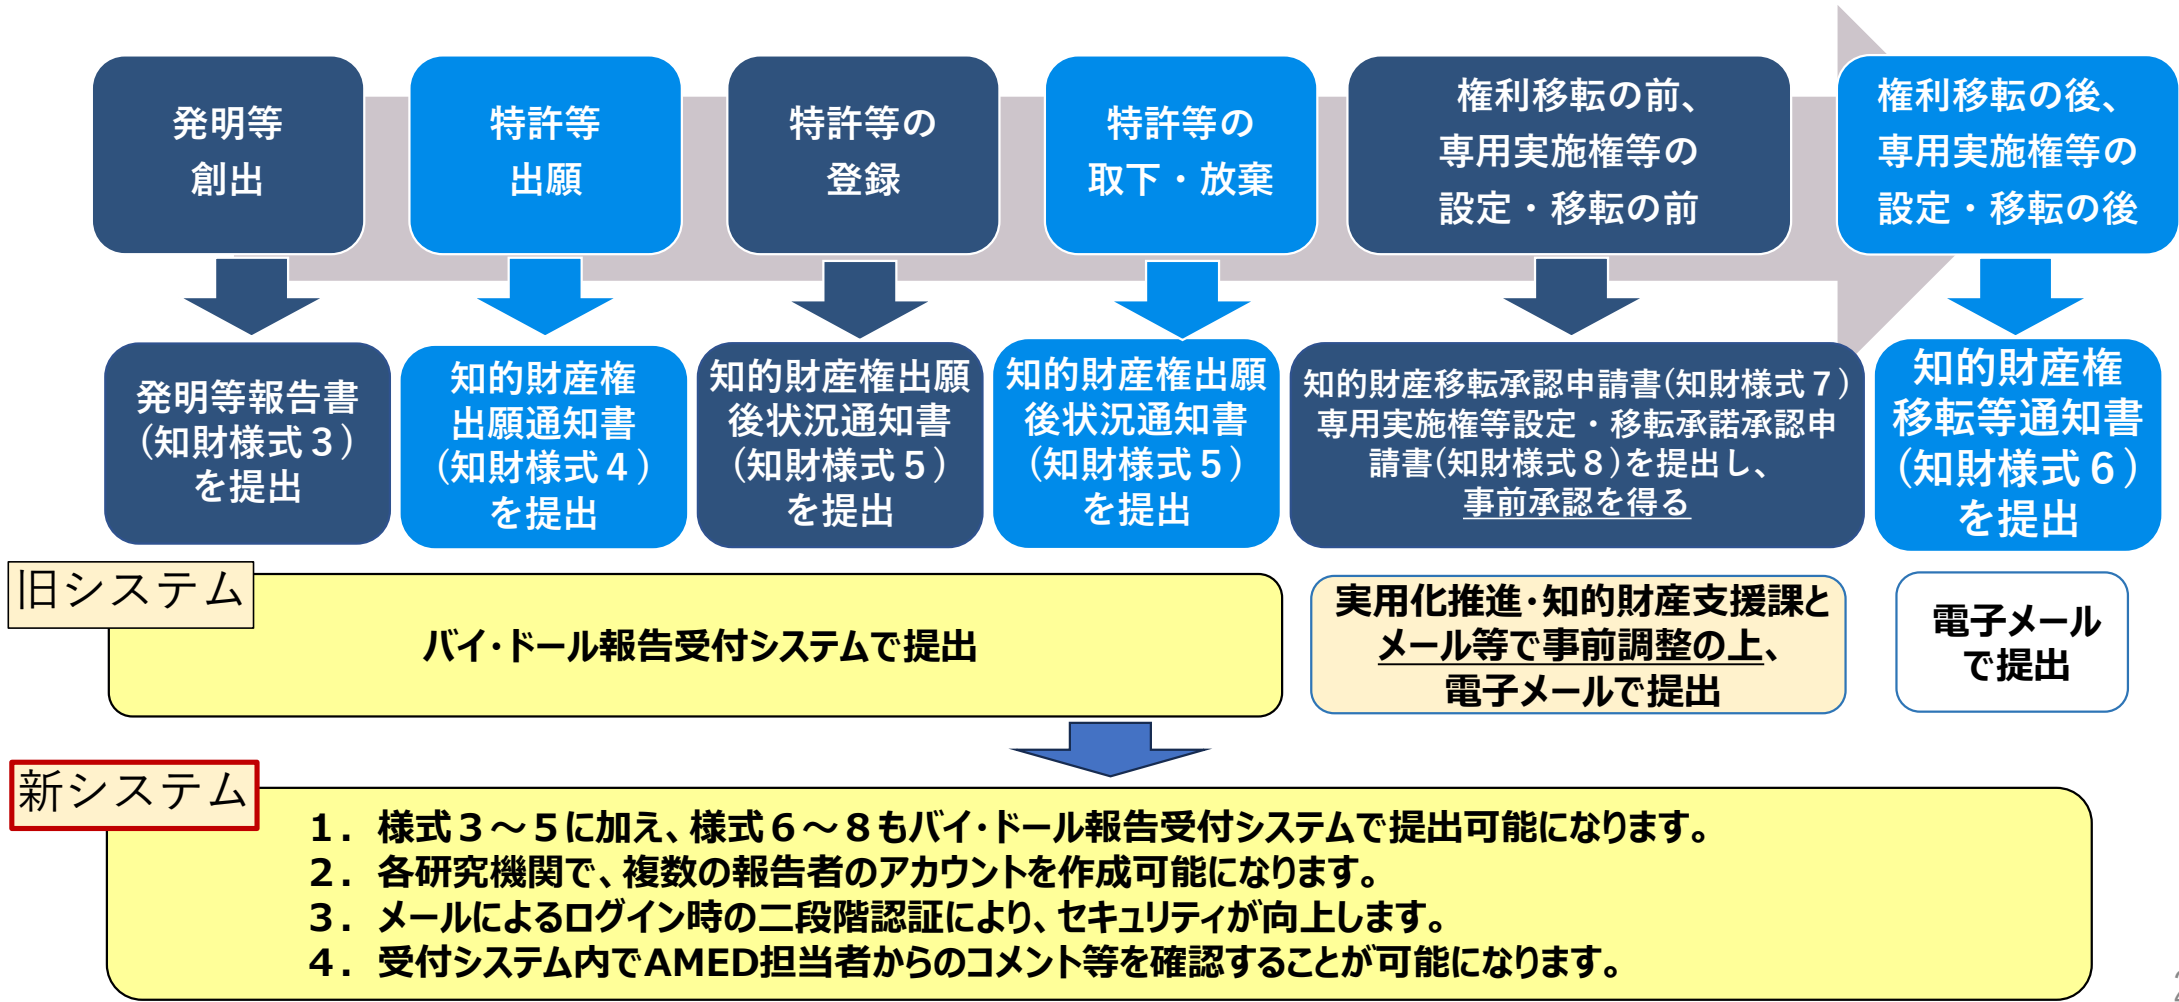 発明等
創出
特許等
出願
特許等の
登録
特許等の
取下・放棄
権利移転の前、
専用実施権等の
設定・移転の前
権利移転の後、
専用実施権等の
設定・移転の後
発明等報告書
(知財様式３)
を提出
知的財産権
出願通知書
(知財様式４)
を提出
知的財産権出願
後状況通知書
(知財様式５)
を提出
知的財産権出願
後状況通知書
(知財様式５)
を提出
知的財産移転承認申請書(知財様式７)
専用実施権等設定・移転承諾承認申
請書(知財様式８)を提出し、
事前承認を得る
知的財産権
移転等通知書
(知財様式６)
を提出
旧システム
バイ・ドール報告受付システムで提出
実用化推進・知的財産支援課と
メール等で事前調整の上、
電子メールで提出
電子メール
で提出
新システム
１．様式３～５に加え、様式６～８もバイ・ドール報告受付システムで提出可能になります。
２．各研究機関で、複数の報告者のアカウントを作成可能になります。
３．メールによるログイン時の二段階認証により、セキュリティが向上します。
４．受付システム内でAMED担当者からのコメント等を確認することが可能になります。